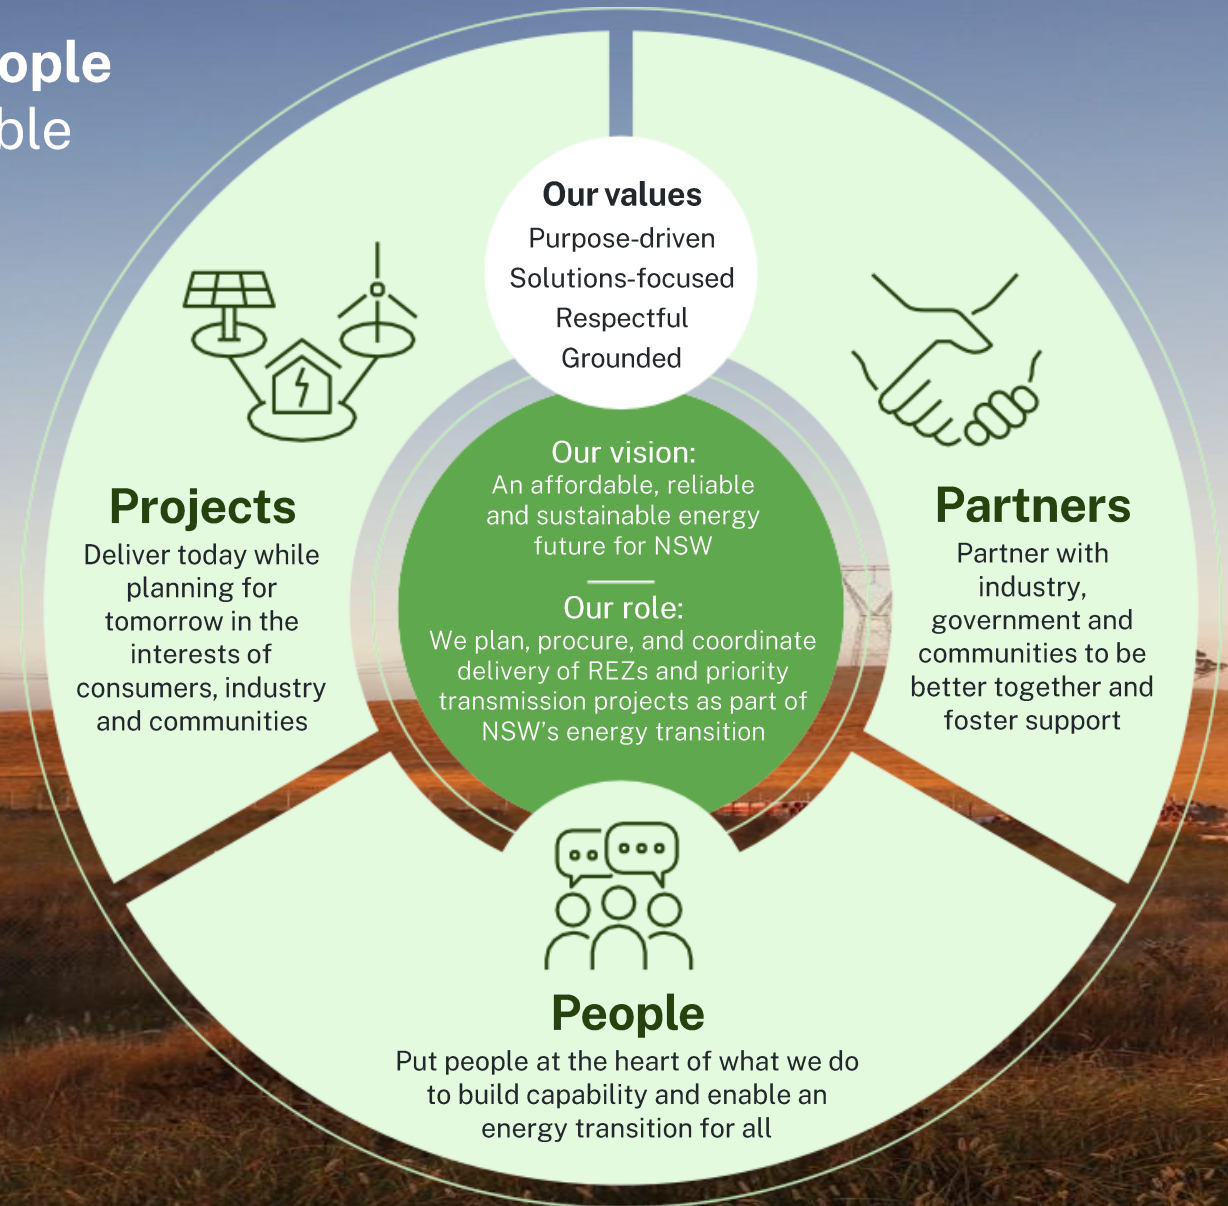 ople
ble
Our values
Purpose-driven
Solutions-focused
Respectful
Grounded
Our vision:
An affordable, reliable
and sustainable energy
future for NSW
Our role:
We plan, procure, and coordinate
delivery of REZs and priority
transmission projects as part of
NSW’s energy transition
Projects
Deliver today while
planning for
tomorrow in the
interests of
consumers, industry
and communities
Partners
Partner with
industry,
government and
communities to be
better together and
foster support
People
Put people at the heart of what we do
to build capability and enable an
energy transition for all